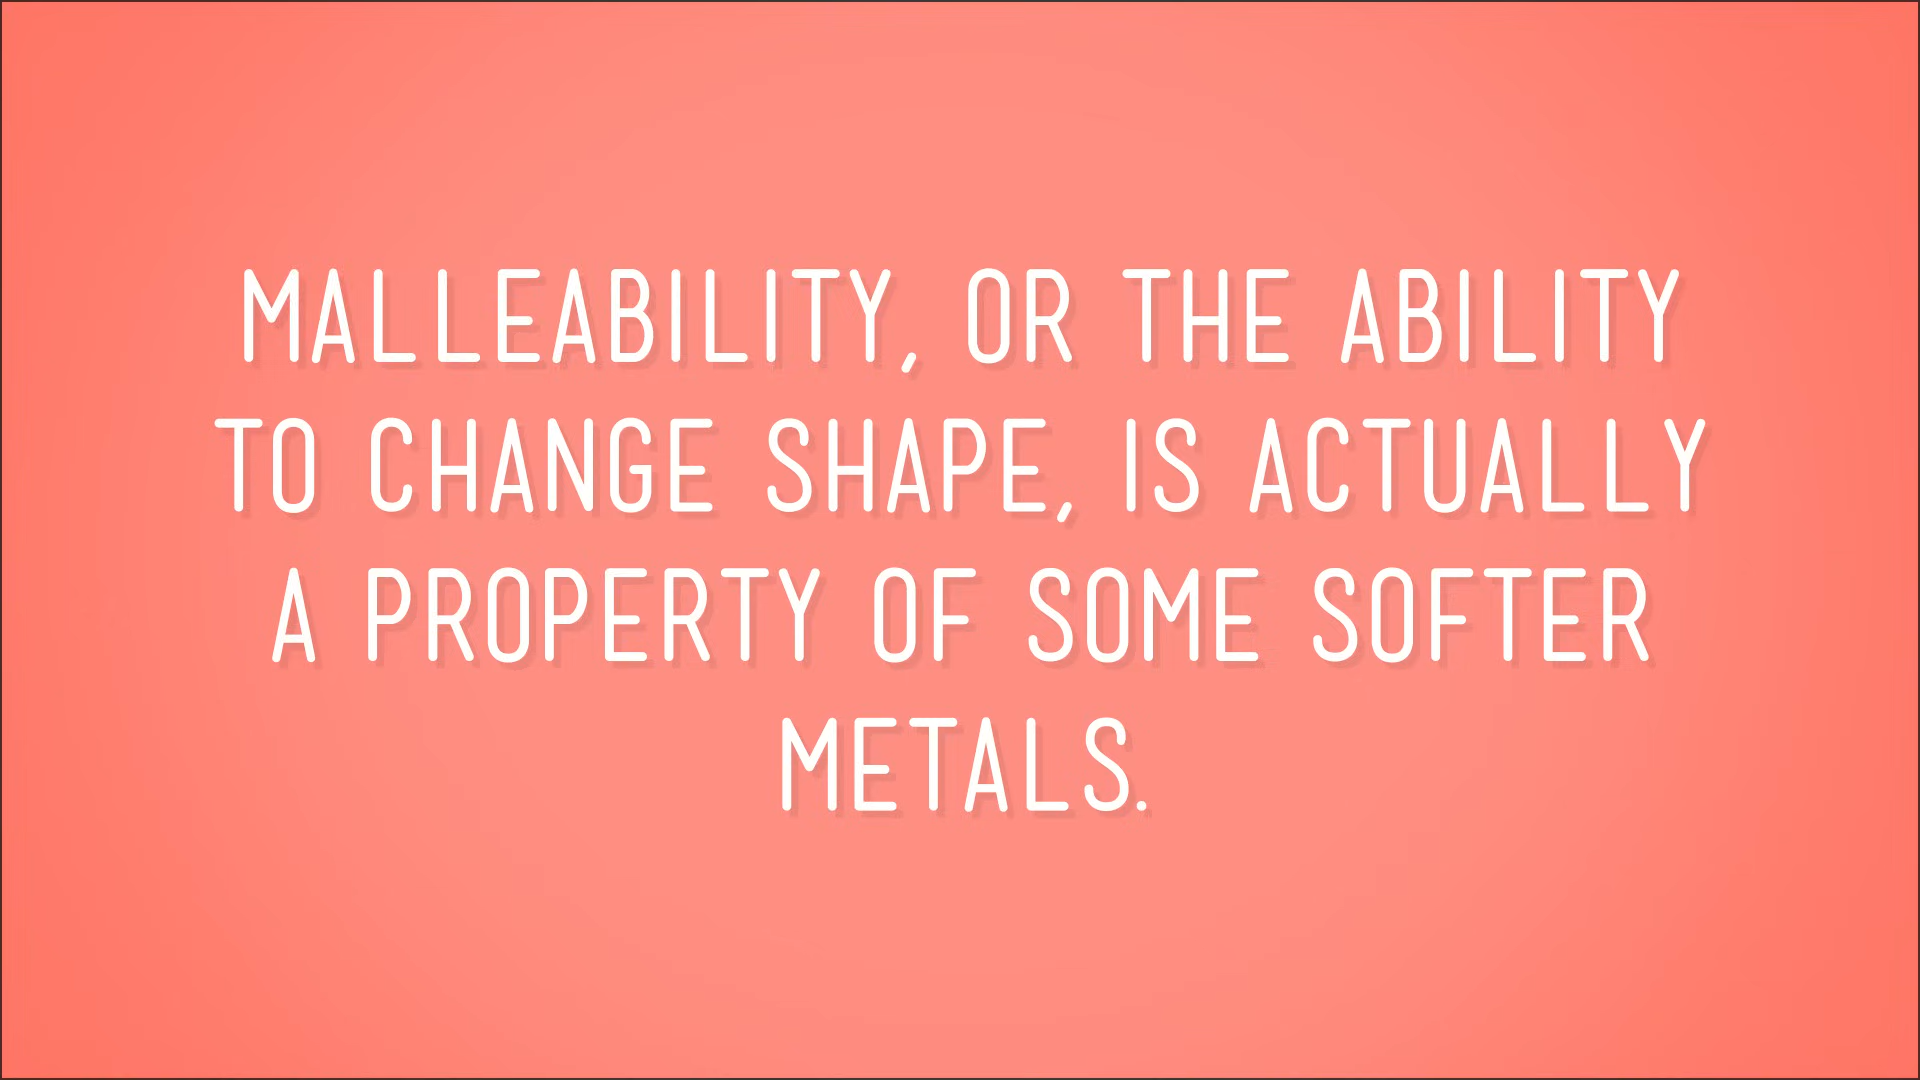 MALLEABILITY, OR THE ABILITY
TO CHANGE SHAPE, IS ACTUALLY
A PROPERTY OF SOME SOFTER
METALS.